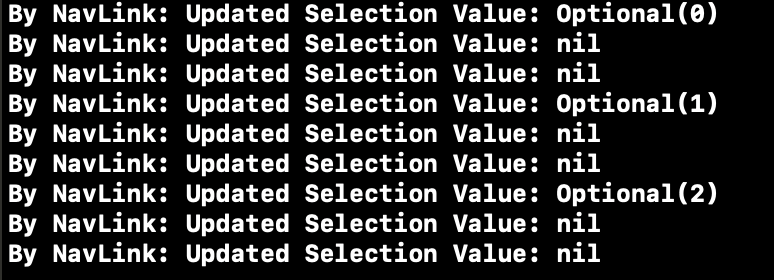 By NavLink: Updated Selection Value: Optional(0)
By NavLink: Updated Selection Value: nil
By NavLink: Updated Selection Value: nil
By NavLink: Updated Selection Value: Optional(1)
By NavLink: Updated Selection Value: nil
By NavLink: Updated Selection Value: nil
By NavLink: Updated Selection Value: Optional(2)
By NavLink: Updated Selection Value: nil
By NavLink: Updated Selection Value: nil